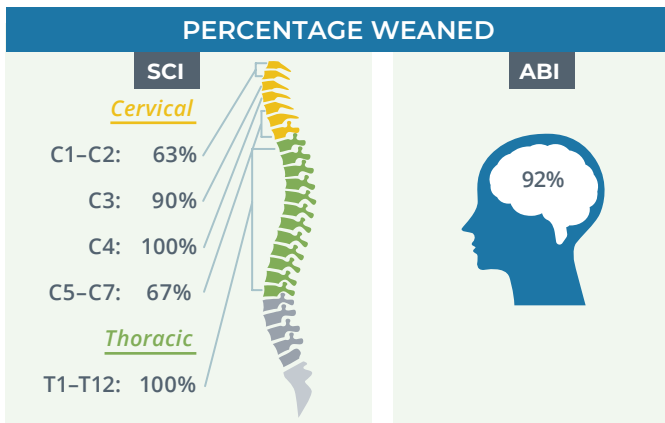 PERCENTAGE WEANED
SCI
Cervical
C1–C2: 63%
C3: 90%
C4: 100%
C5–C7: 67%
Thoracic
T1–T12: 100%
ABI
92%